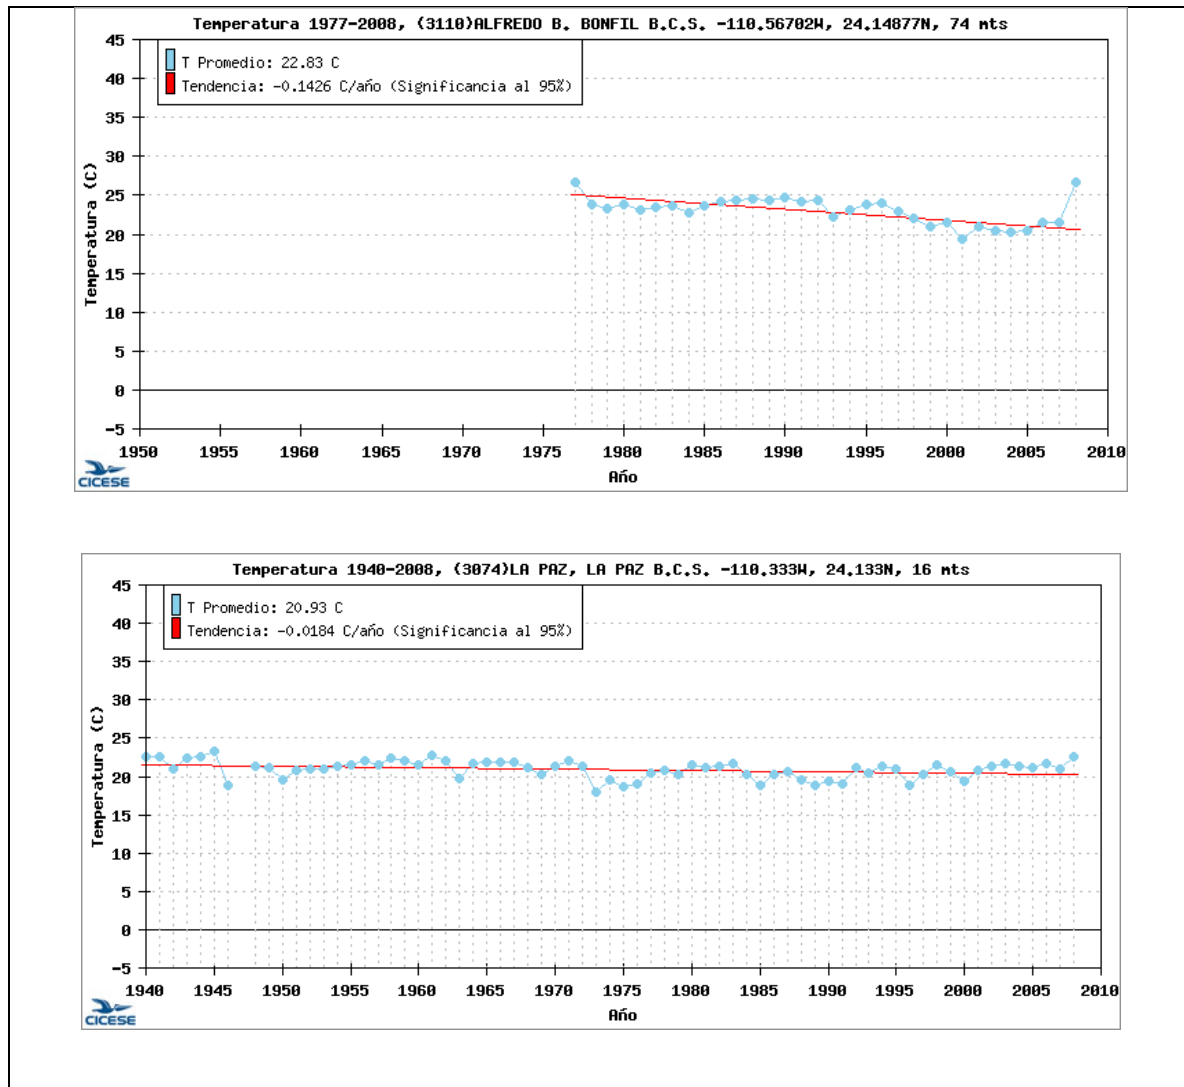 Temperatura 1977-2008, (3110)ALFREDO B. BONFIL B.C.S. -110.56702W, 24.14877N, 74 mts
T Promedio: 22.83 C
Tendencia: -0.1426 C/año (Significancia al 95%)
Temperatura (C)
45
40
35
30
25
20
15
10
5
0
-5
1950 1955 1960 1965 1970 1975 1980 1985 1990 1995 2000 2005 2010
Año
CICESE
Temperatura 1940-2008, (3074)LA PAZ, LA PAZ B.C.S. -110.333W, 24.133N, 16 mts
T Promedio: 20.93 C
Tendencia: -0.0184 C/año (Significancia al 95%)
Temperatura (C)
45
40
35
30
25
20
15
10
5
0
-5
1940 1945 1950 1955 1960 1965 1970 1975 1980 1985 1990 1995 2000 2005 2010
Año
CICESE